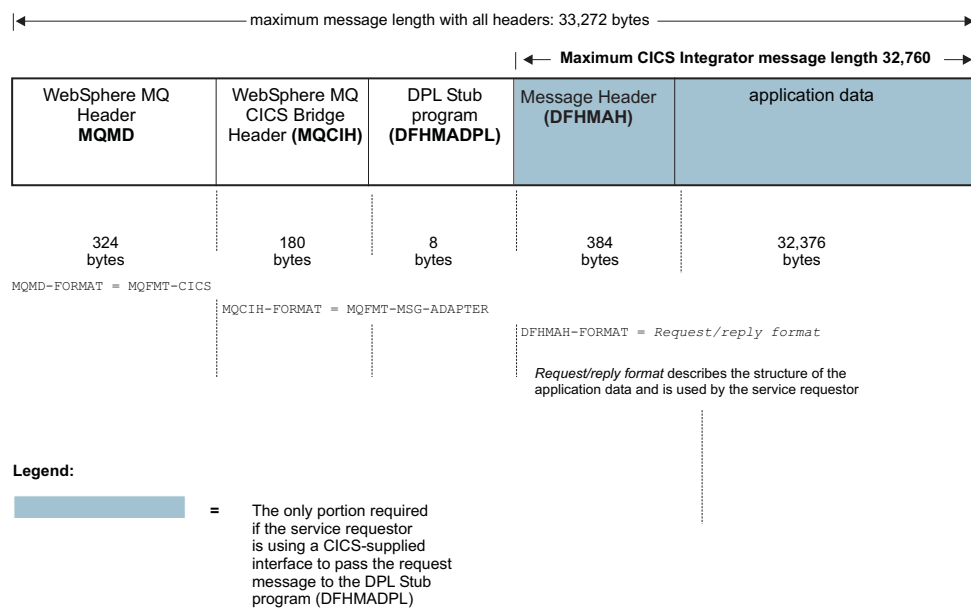 maximum message length with all headers: 33,272 bytes
Maximum CICS Integrator message length 32,760
WebSphere MQ
Header
MQMD
WebSphere MQ
CICS Bridge
Header (MQCIH)
DPL Stub
program
(DFHMADPL)
Message Header
(DFHMAH)
application data
324
bytes
180
bytes
8
bytes
384
bytes
32,376
bytes
MQMD-FORMAT = MQFMT-CICS
MQCIH-FORMAT = MQFMT-MSG-ADAPTER
DFHMAH-FORMAT = Request/reply format
Request/reply format describes the structure of the
application data and is used by the service requestor
Legend:
= The only portion required
if the service requestor
is using a CICS-supplied
interface to pass the request
message to the DPL Stub
program (DFHMADPL)